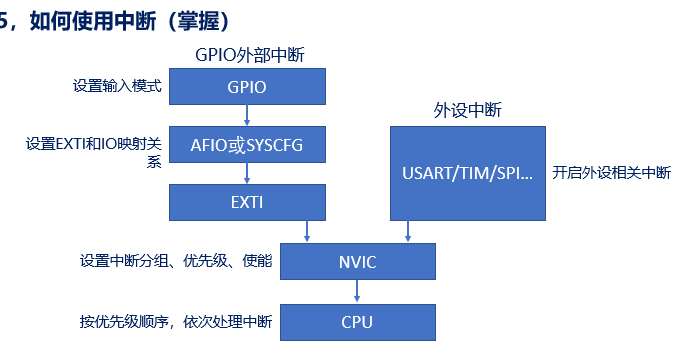 5，如何使用中断（掌握）
GPIO外部中断
设置输入模式
GPIO
外设中断
设置EXTI和IO映射关
系
AFIO或SYSCFG
USART/TIM/SPI...
开启外设相关中断
EXTI
设置中断分组、优先级、使能
NVIC
按优先级顺序，依次处理中断
CPU